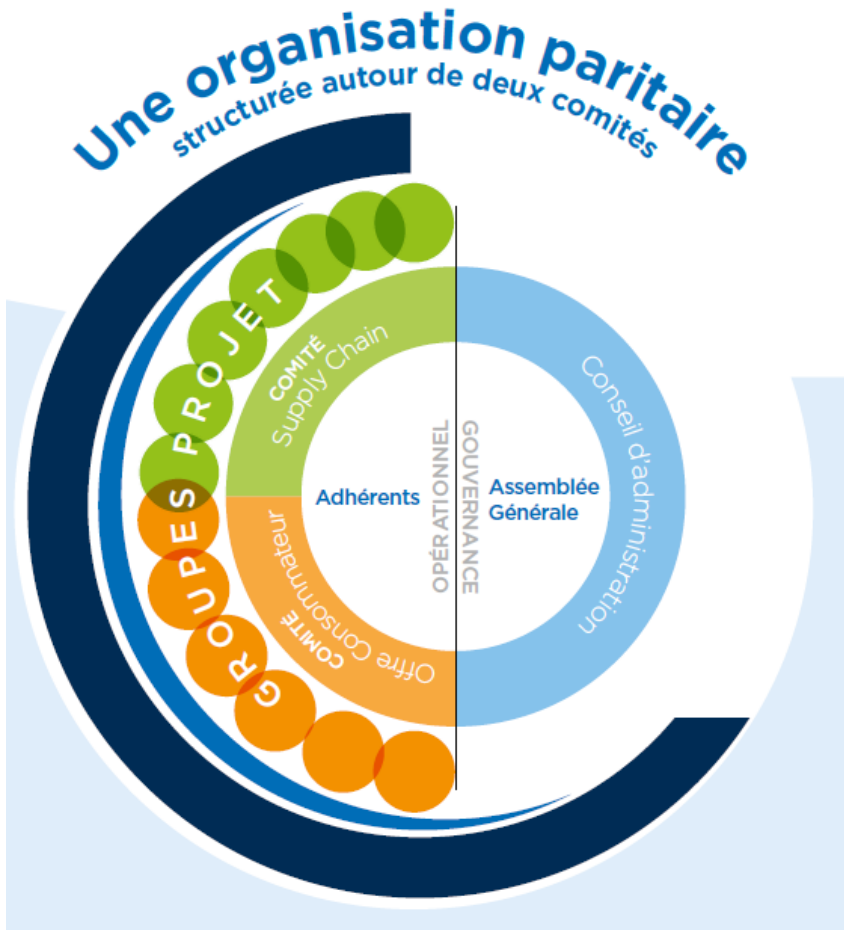 Une organisation paritaire
structurée autour de deux comités
GROUPES PROJET
COMITÉ
Supply Chain
COMITÉ
Offre Consommateur
Adhérents
OPÉRATIONNEL
GOUVERNANCE
Assemblée
Générale
Conseil d'administration